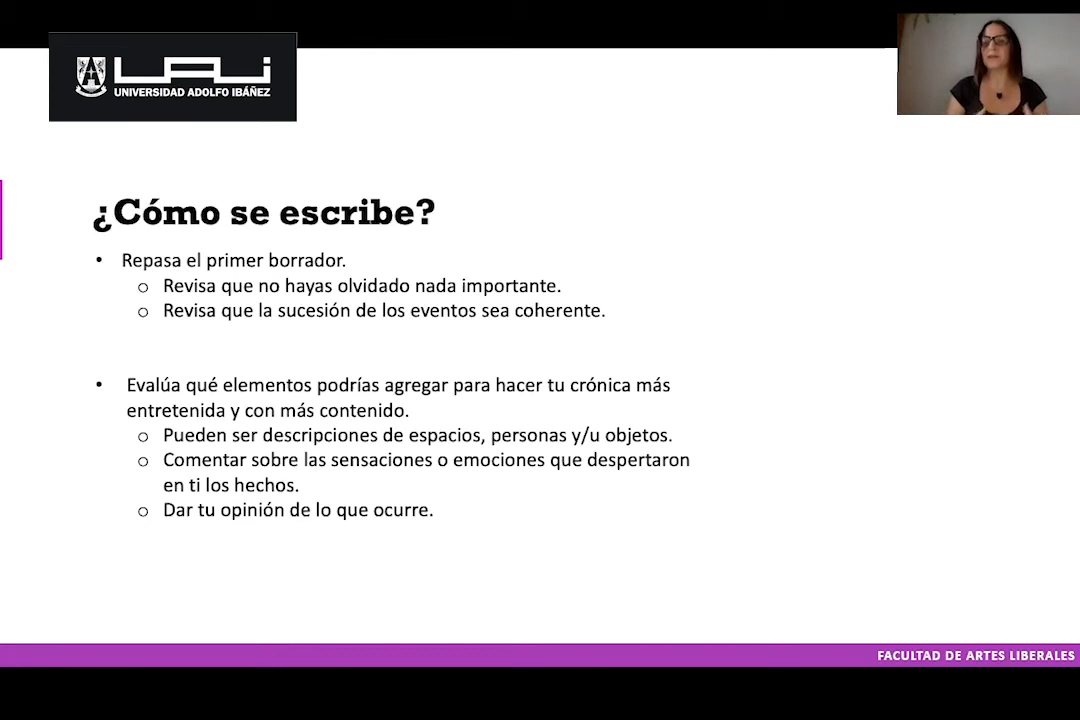 UAI
UNIVERSIDAD ADOLFO IBÁÑEZ
¿Cómo se escribe?
• Repasa el primer borrador.
o Revisa que no hayas olvidado nada importante.
o Revisa que la sucesión de los eventos sea coherente.
• Evalúa qué elementos podrías agregar para hacer tu crónica más
entretenida y con más contenido.
o Pueden ser descripciones de espacios, personas y/u objetos.
o Comentar sobre las sensaciones o emociones que despertaron
en ti los hechos.
o Dar tu opinión de lo que ocurre.
FACULTAD DE ARTES LIBERALES